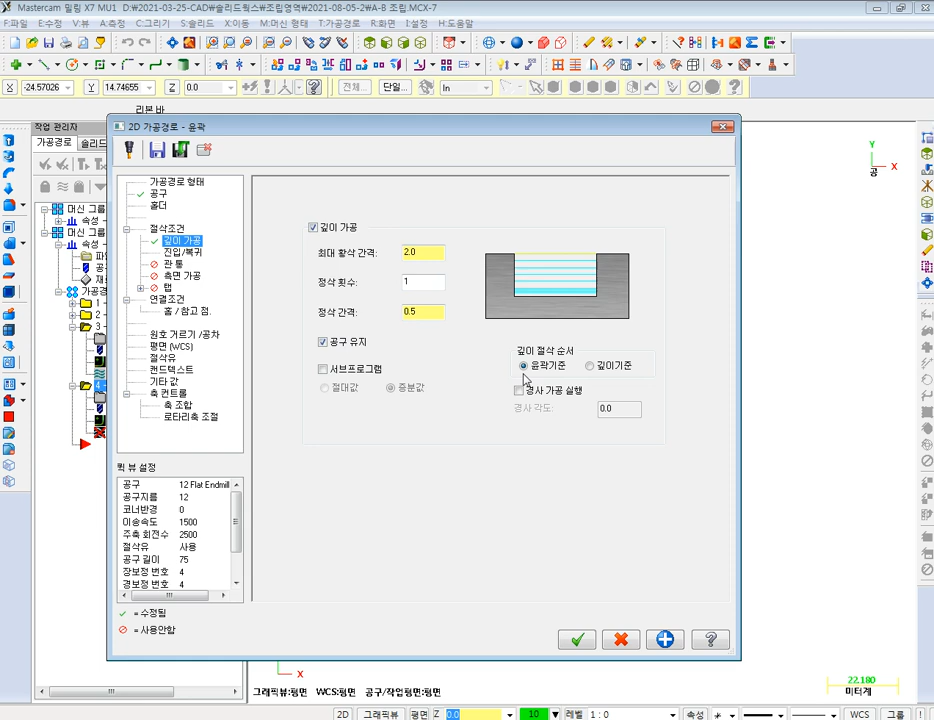 Mastercam 밀링 X7 MU1 D:₩2021-03-25-CAD₩솔리드웍스₩조립영역₩2021-08-05-2₩A-B 조립.MCX-7
F:파일 E:수정 V:뷰 A:측정 C:그리기 S:솔리드 X:이동 M:머신 형태 T:가공경로 R:화면 I:설정 H:도움말
X -24.57026 Y 14.74655 Z 0.0 전체... 단일... In
리본 바
작업 관리자
가공경로 솔리드
머신 그룹
속성
머신 그룹
속성
가공경
1
2
3
4
2D 가공경로 - 윤곽
가공경로 형태
공구
홀더
절삭조건
깊이 가공
진입/복귀
관 통
측면 가공
탭
연결조건
홈 /참고 점.
원호 거르기 /공차
평면 (WCS)
절삭유
캔드텍스트
기타 값
축 컨트롤
축 조합
로타리축 조절
깊이 가공
최대 황삭 간격: 2.0
정삭 횟수: 1
정삭 간격: 0.5
공구 유지
서브프로그램
절대값 증분값
깊이 절삭 순서
윤곽기준 깊이기준
경사 가공 실행
경사 각도: 0.0
퀵 뷰 설정
공구 12 Flat Endmill
공구지름 12
코너반경 0
이송속도 1500
주축 회전수 2500
절삭유 사용
공구 길이 75
장보정 번호 4
경보정 번호 4
= 수정됨
= 사용안함
Y
X
공
X
그래픽뷰:평면 WCS:평면 공구/작업평면:평면
22.180
미터계
2D 그래픽뷰 평면 Z 0.0 10 레벨 1 : 0 속성 WCS 그룹